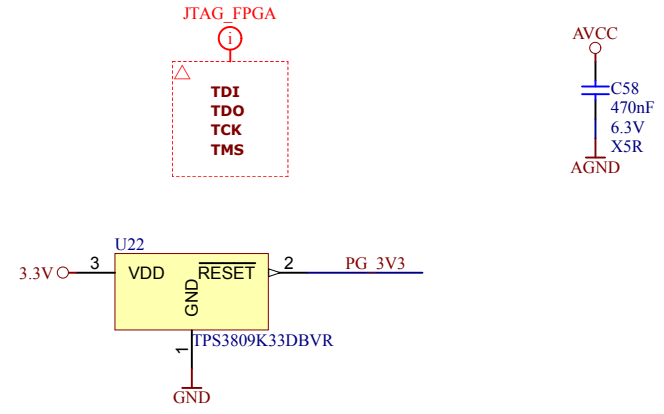 JTAG_FPGA
i
TDI
TDO
TCK
TMS
AVCC
C58
470nF
6.3V
X5R
AGND
U22
3.3V 3 VDD RESET 2 PG_3V3
GND
1 TPS3809K33DBVR
GND